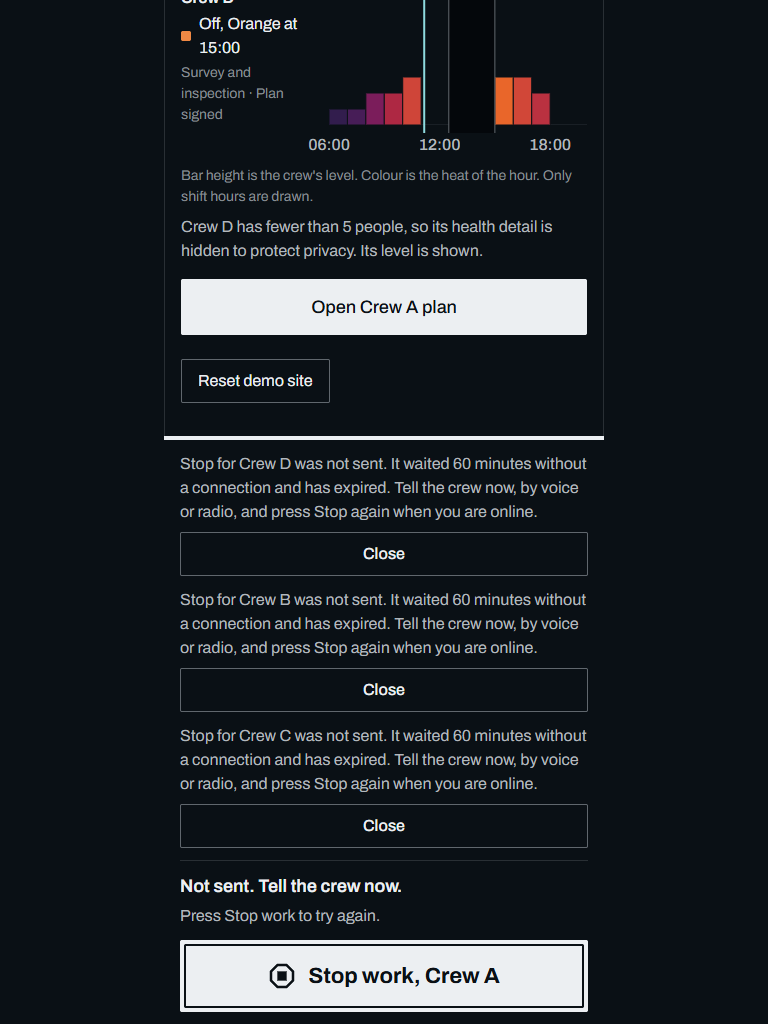 Crew D
Off, Orange at
15:00
Survey and
inspection · Plan
signed
06:00 12:00 18:00
Bar height is the crew's level. Colour is the heat of the hour. Only
shift hours are drawn.
Crew D has fewer than 5 people, so its health detail is
hidden to protect privacy. Its level is shown.
Open Crew A plan
Reset demo site
Stop for Crew D was not sent. It waited 60 minutes without
a connection and has expired. Tell the crew now, by voice
or radio, and press Stop again when you are online.
Close
Stop for Crew B was not sent. It waited 60 minutes without
a connection and has expired. Tell the crew now, by voice
or radio, and press Stop again when you are online.
Close
Stop for Crew C was not sent. It waited 60 minutes without
a connection and has expired. Tell the crew now, by voice
or radio, and press Stop again when you are online.
Close
Not sent. Tell the crew now.
Press Stop work to try again.
Stop work, Crew A